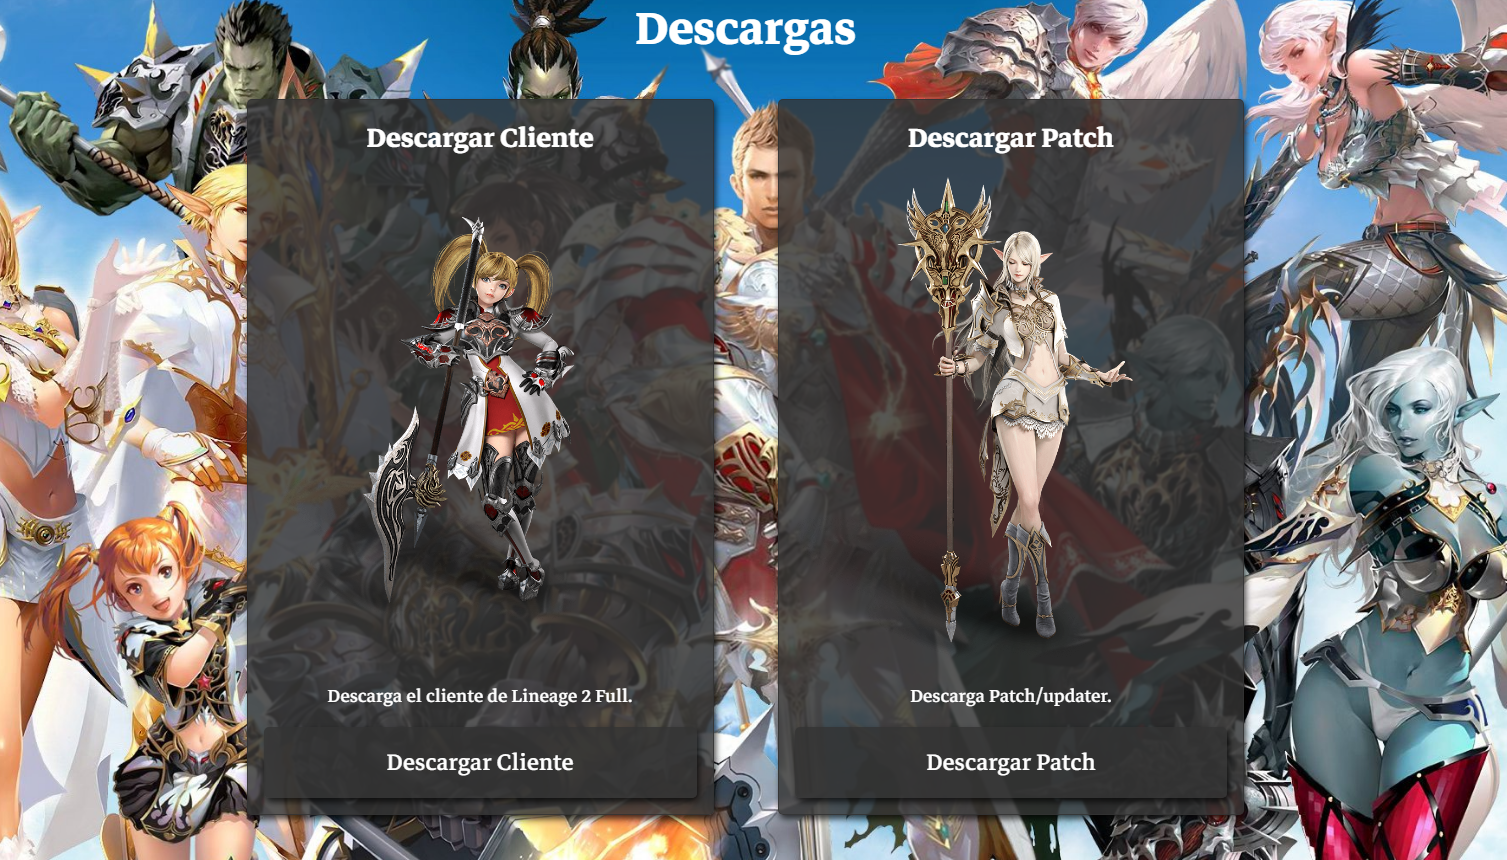 Descargas
Descargar Cliente
Descarga el cliente de Lineage 2 Full.
Descargar Cliente
Descargar Patch
Descarga Patch/updater.
Descargar Patch